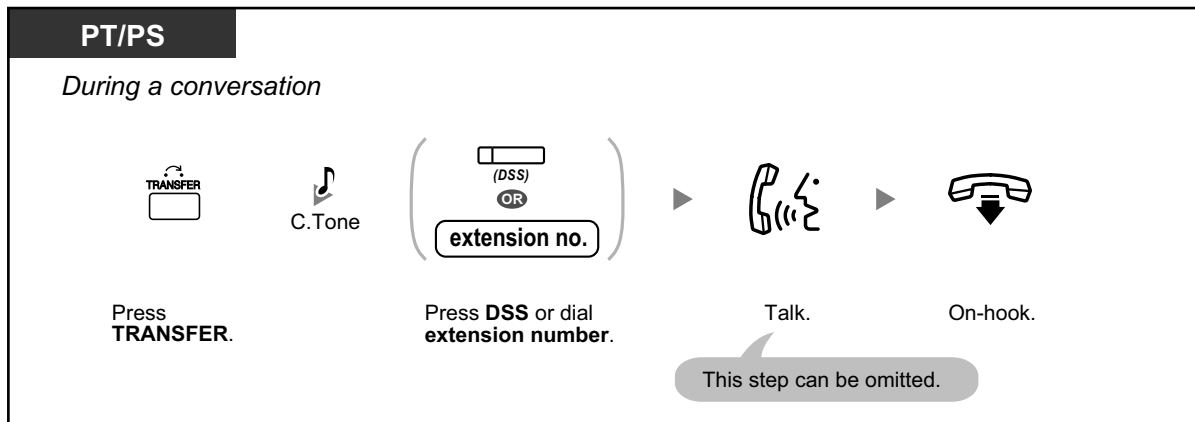 PT/PS
During a conversation
TRANSFER
C.Tone
(DSS)
OR
extension no.
Press
TRANSFER.
Press DSS or dial
extension number.
Talk.
On-hook.
This step can be omitted.